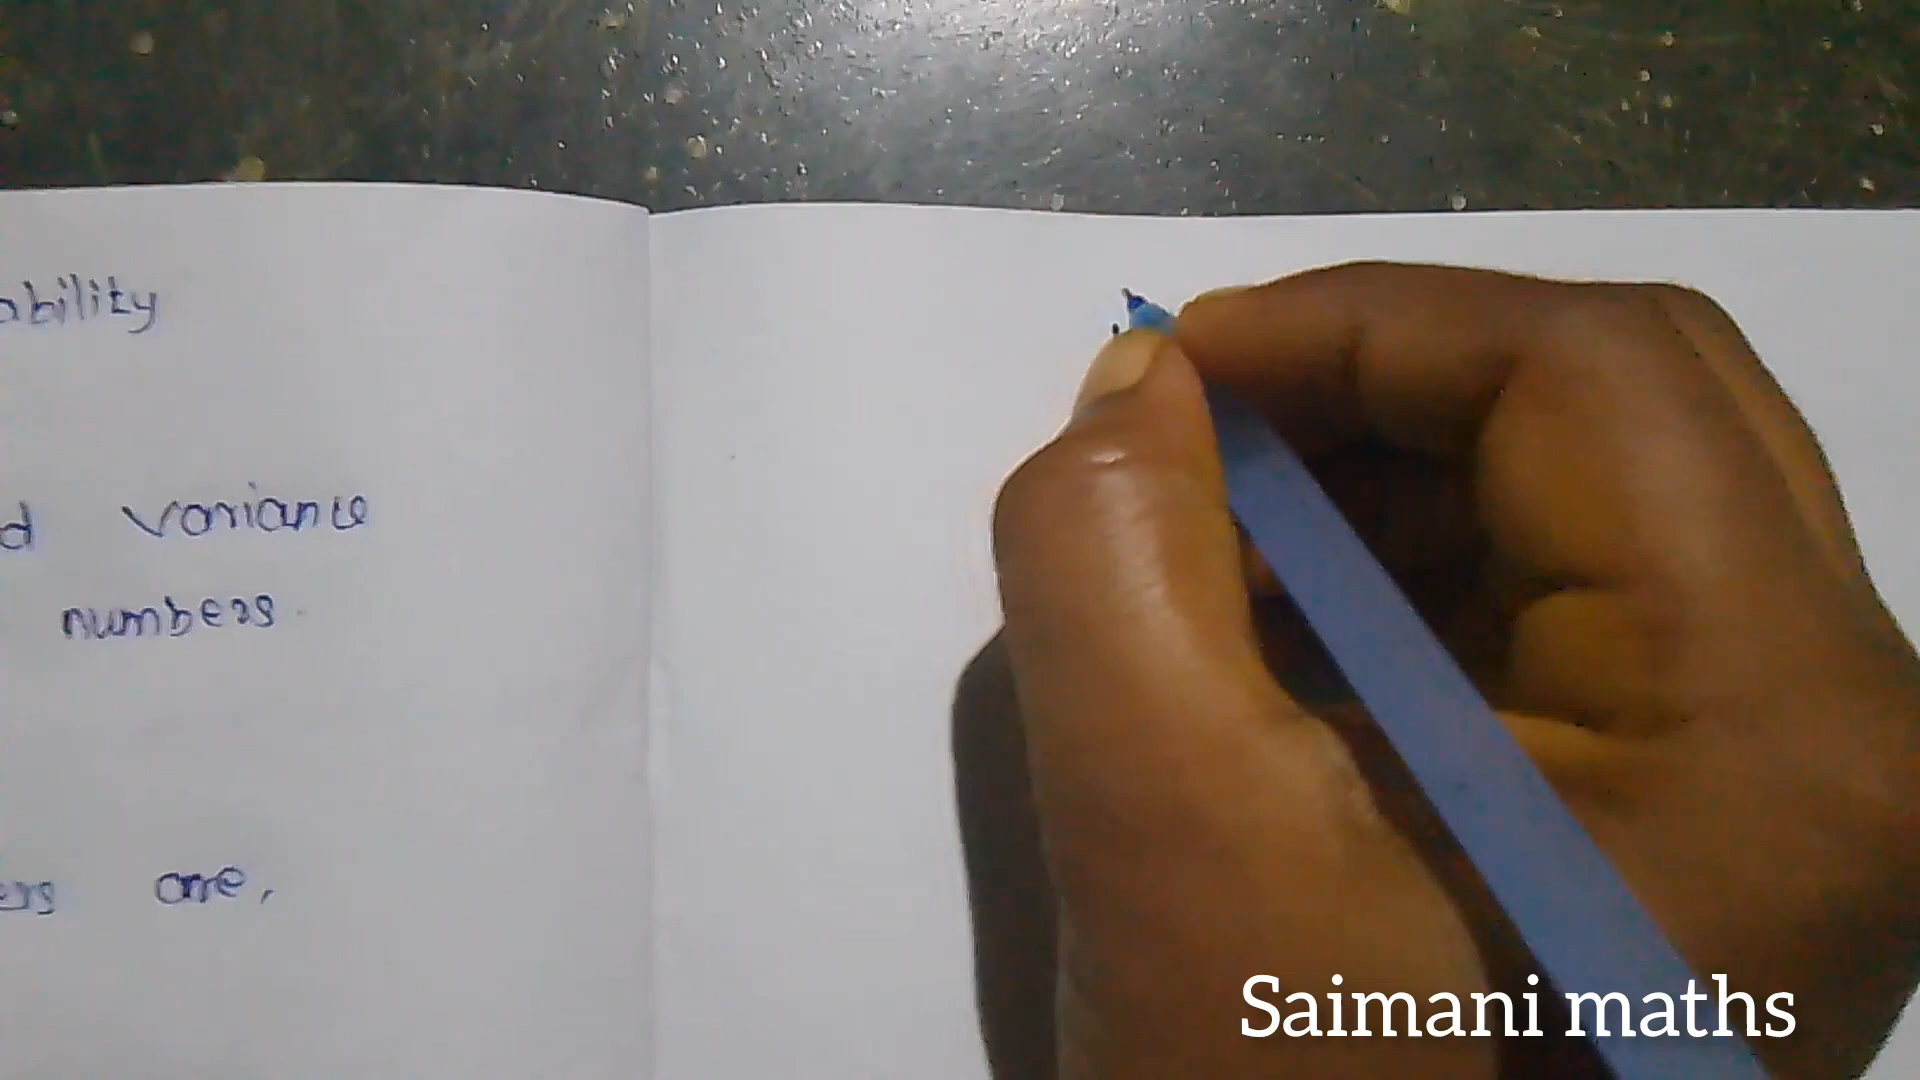 ability
d variance
numbers.
ers are,
Saimani maths